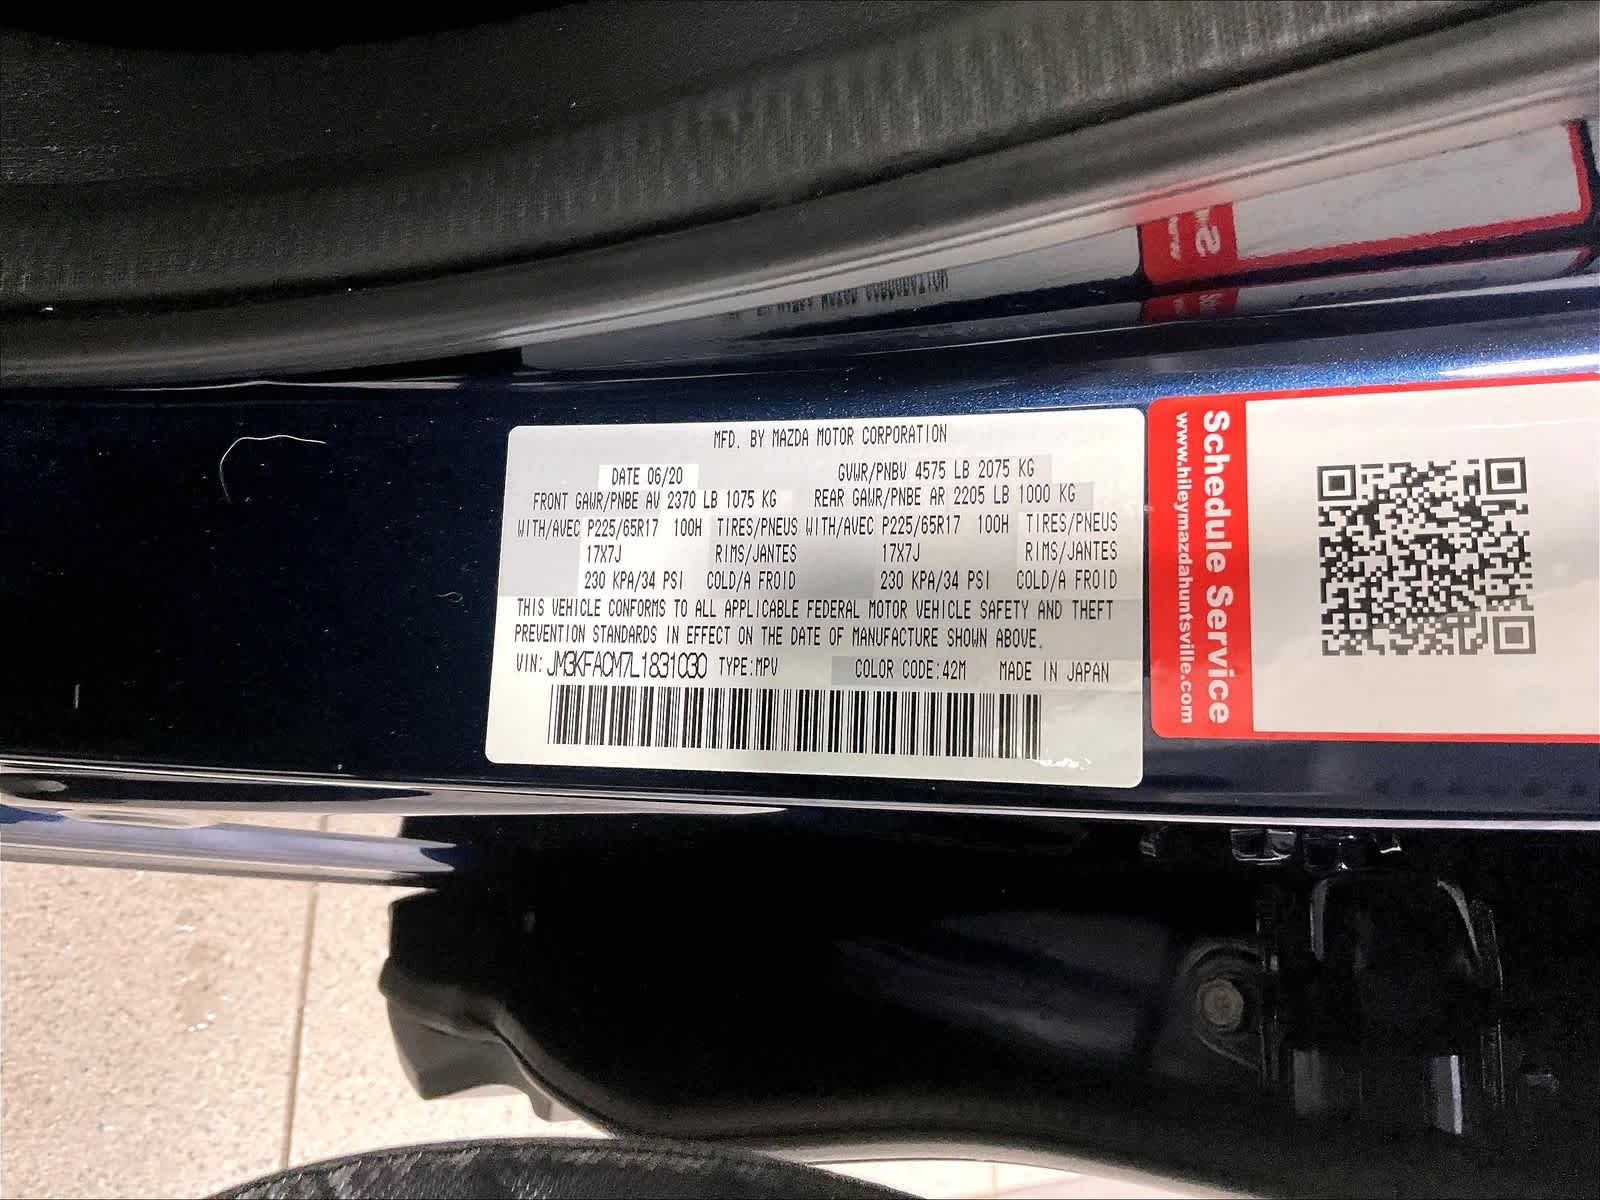 MFD. BY MAZDA MOTOR CORPORATION
DATE 06/20 GVWR/PNBV 4575 LB 2075 KG
FRONT GAWR/PNBE AV 2370 LB 1075 KG REAR GAWR/PNBE AR 2205 LB 1000 KG
WITH/AVEC P225/65R17 100H TIRES/PNEUS WITH/AVEC P225/65R17 100H TIRES/PNEUS
17X7J RIMS/JANTES 17X7J RIMS/JANTES
230 KPA/34 PSI COLD/A FROID 230 KPA/34 PSI COLD/A FROID
THIS VEHICLE CONFORMS TO ALL APPLICABLE FEDERAL MOTOR VEHICLE SAFETY AND THEFT
PREVENTION STANDARDS IN EFFECT ON THE DATE OF MANUFACTURE SHOWN ABOVE.
VIN: JM3KFACM7L1831030 TYPE:MPV COLOR CODE:42M MADE IN JAPAN
Schedule Service
www.hileymazdahuntsville.com